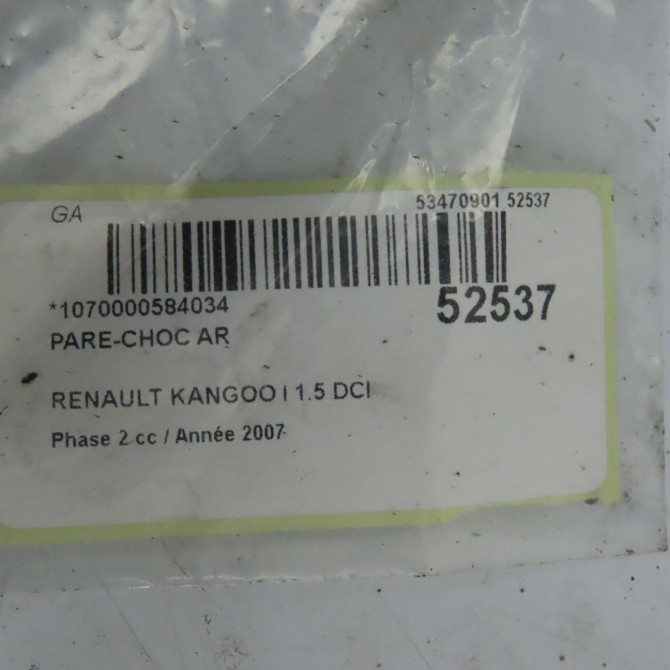 GA
53470901 52537
*1070000584034
52537
PARE-CHOC AR
RENAULT KANGOO I 1.5 DCI
Phase 2 cc / Année 2007